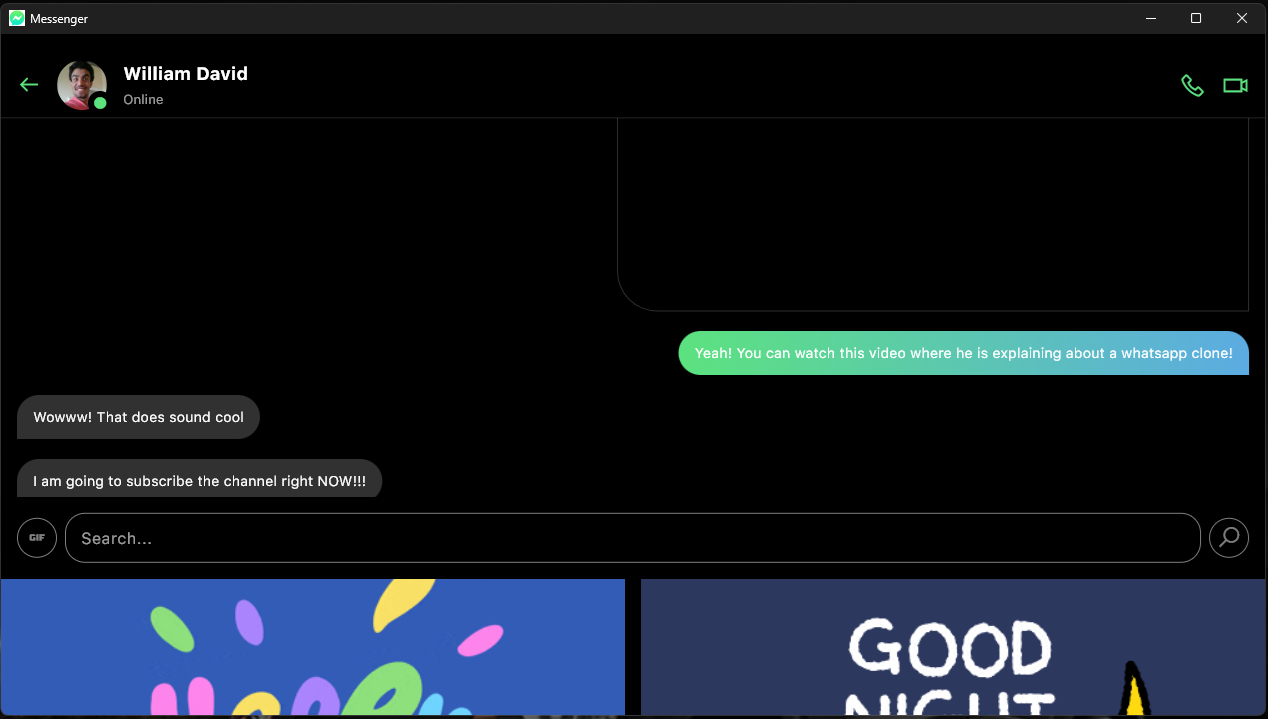 Messenger
William David
Online
Yeah! You can watch this video where he is explaining about a whatsapp clone!
Wowww! That does sound cool
I am going to subscribe the channel right NOW!!!
GIF
Search...
GOOD
NIGHT